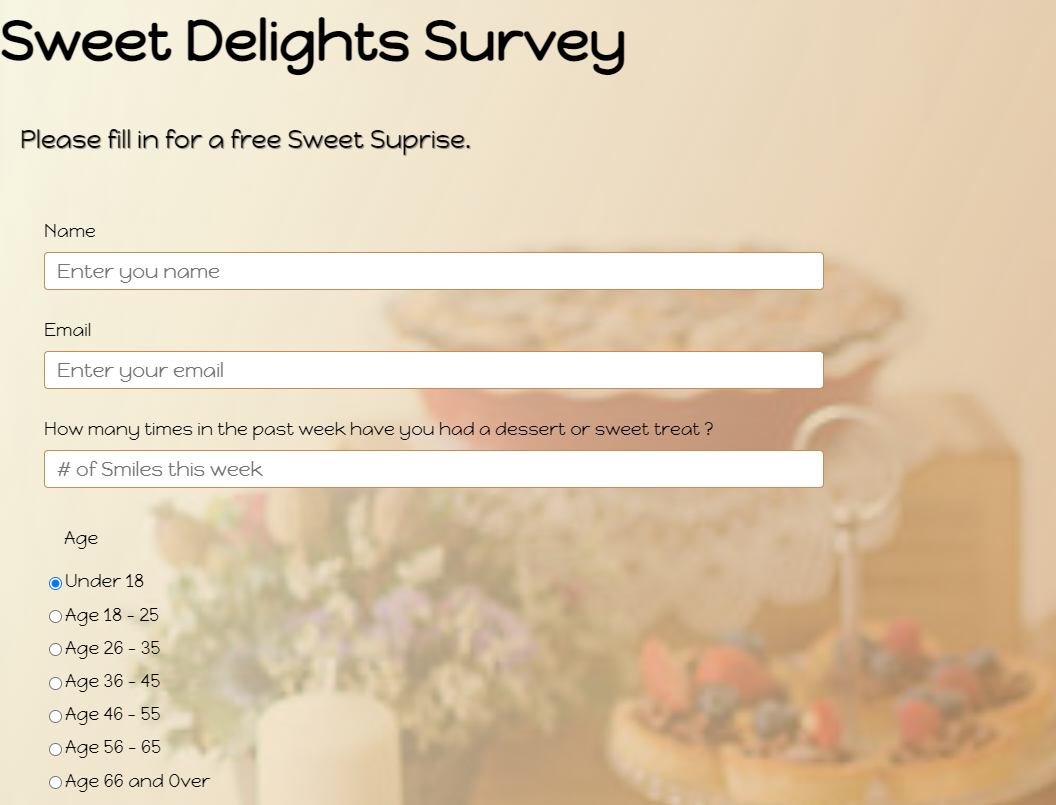 Sweet Delights Survey
Please fill in for a free Sweet Suprise.
Name
Enter you name
Email
Enter your email
How many times in the past week have you had a dessert or sweet treat ?
# of Smiles this week
Age
Under 18
Age 18 - 25
Age 26 - 35
Age 36 - 45
Age 46 - 55
Age 56 - 65
Age 66 and Over